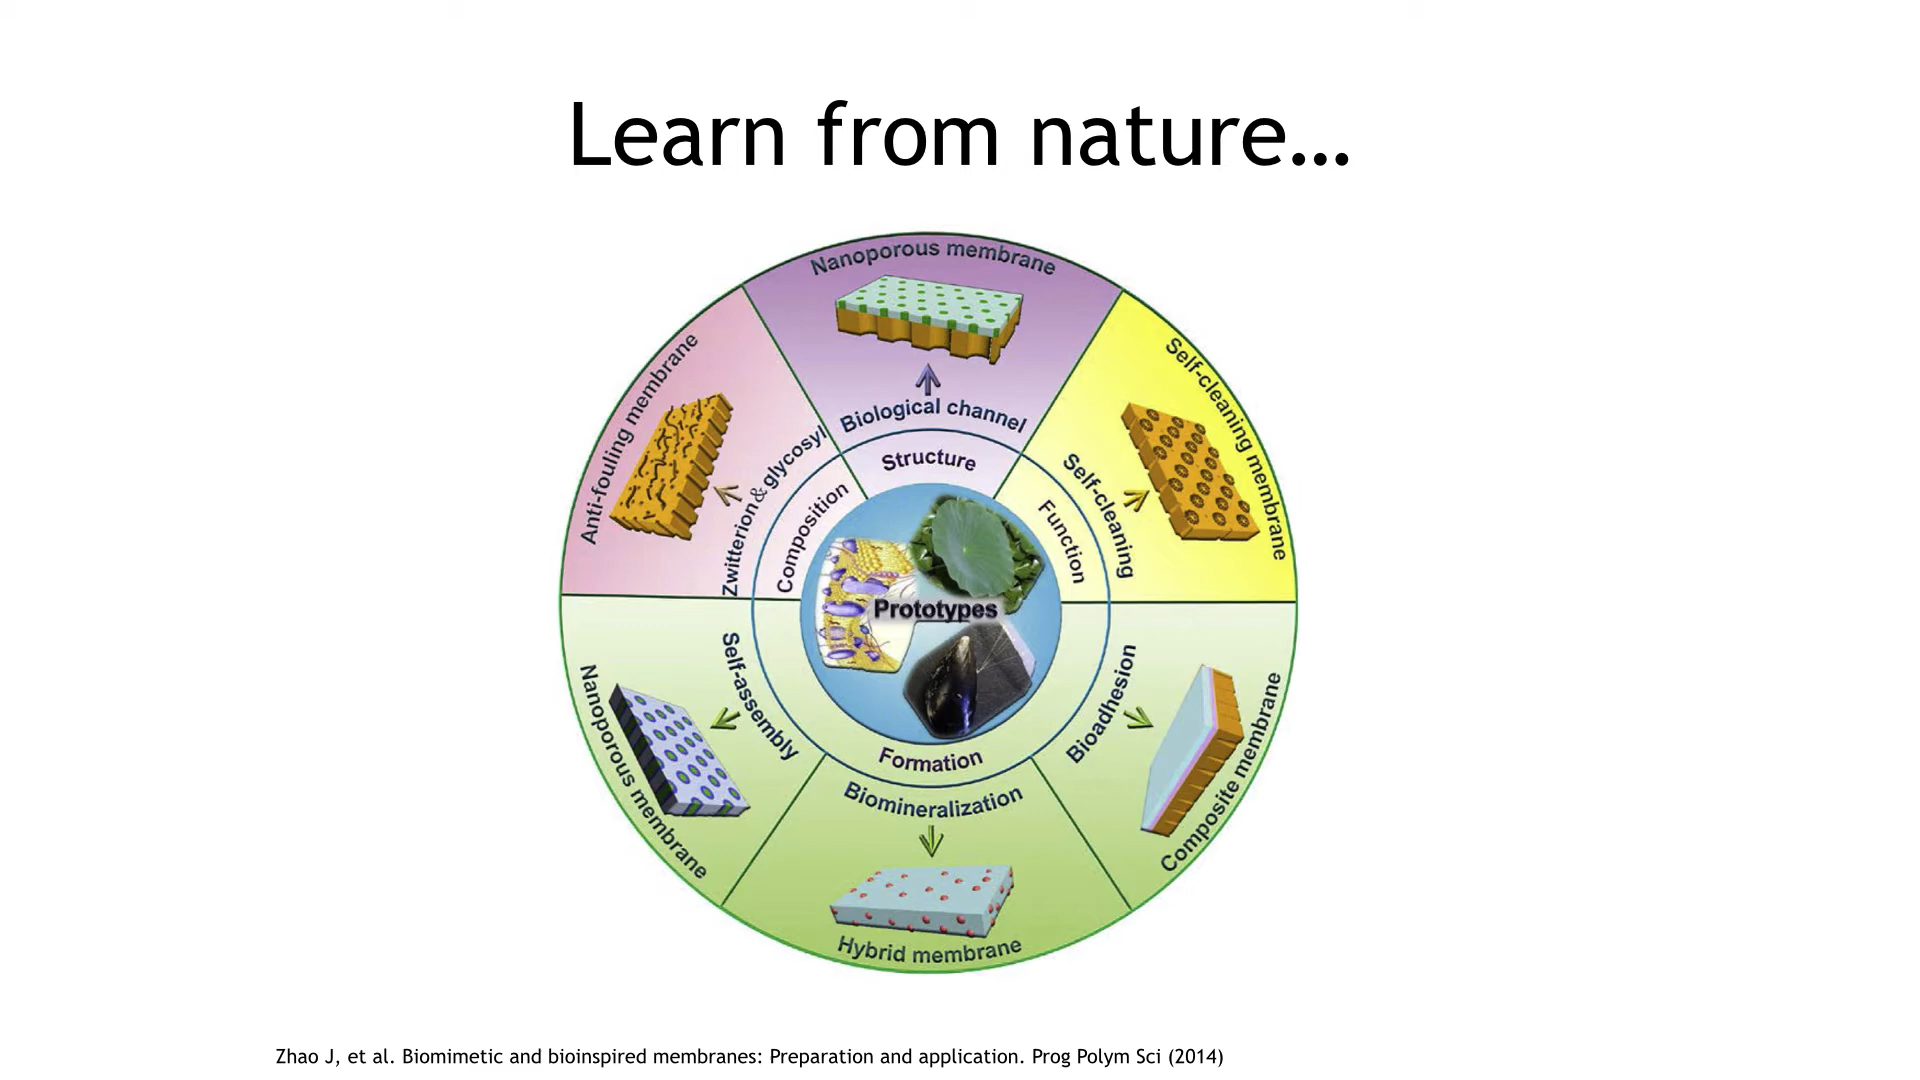 Learn from nature…
Nanoporous membrane
Biological channel
Structure
Self-cleaning membrane
Self-cleaning
Function
Anti-fouling membrane
Zwitterion & glycosyl
Composition
Prototypes
Nanoporous membrane
Self-assembly
Formation
Biomineralization
Hybrid membrane
Bioadhesion
Composite membrane
Zhao J, et al. Biomimetic and bioinspired membranes: Preparation and application. Prog Polym Sci (2014)